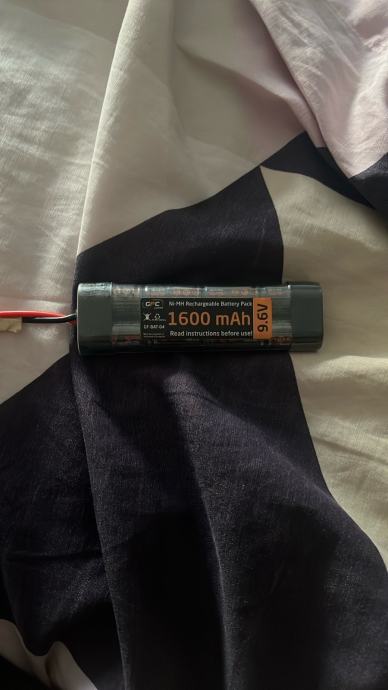 GFC
Ni-MH Rechargeable Battery Pack
1600 mAh
9.6V
GF-BAT-04
Read instructions before use!